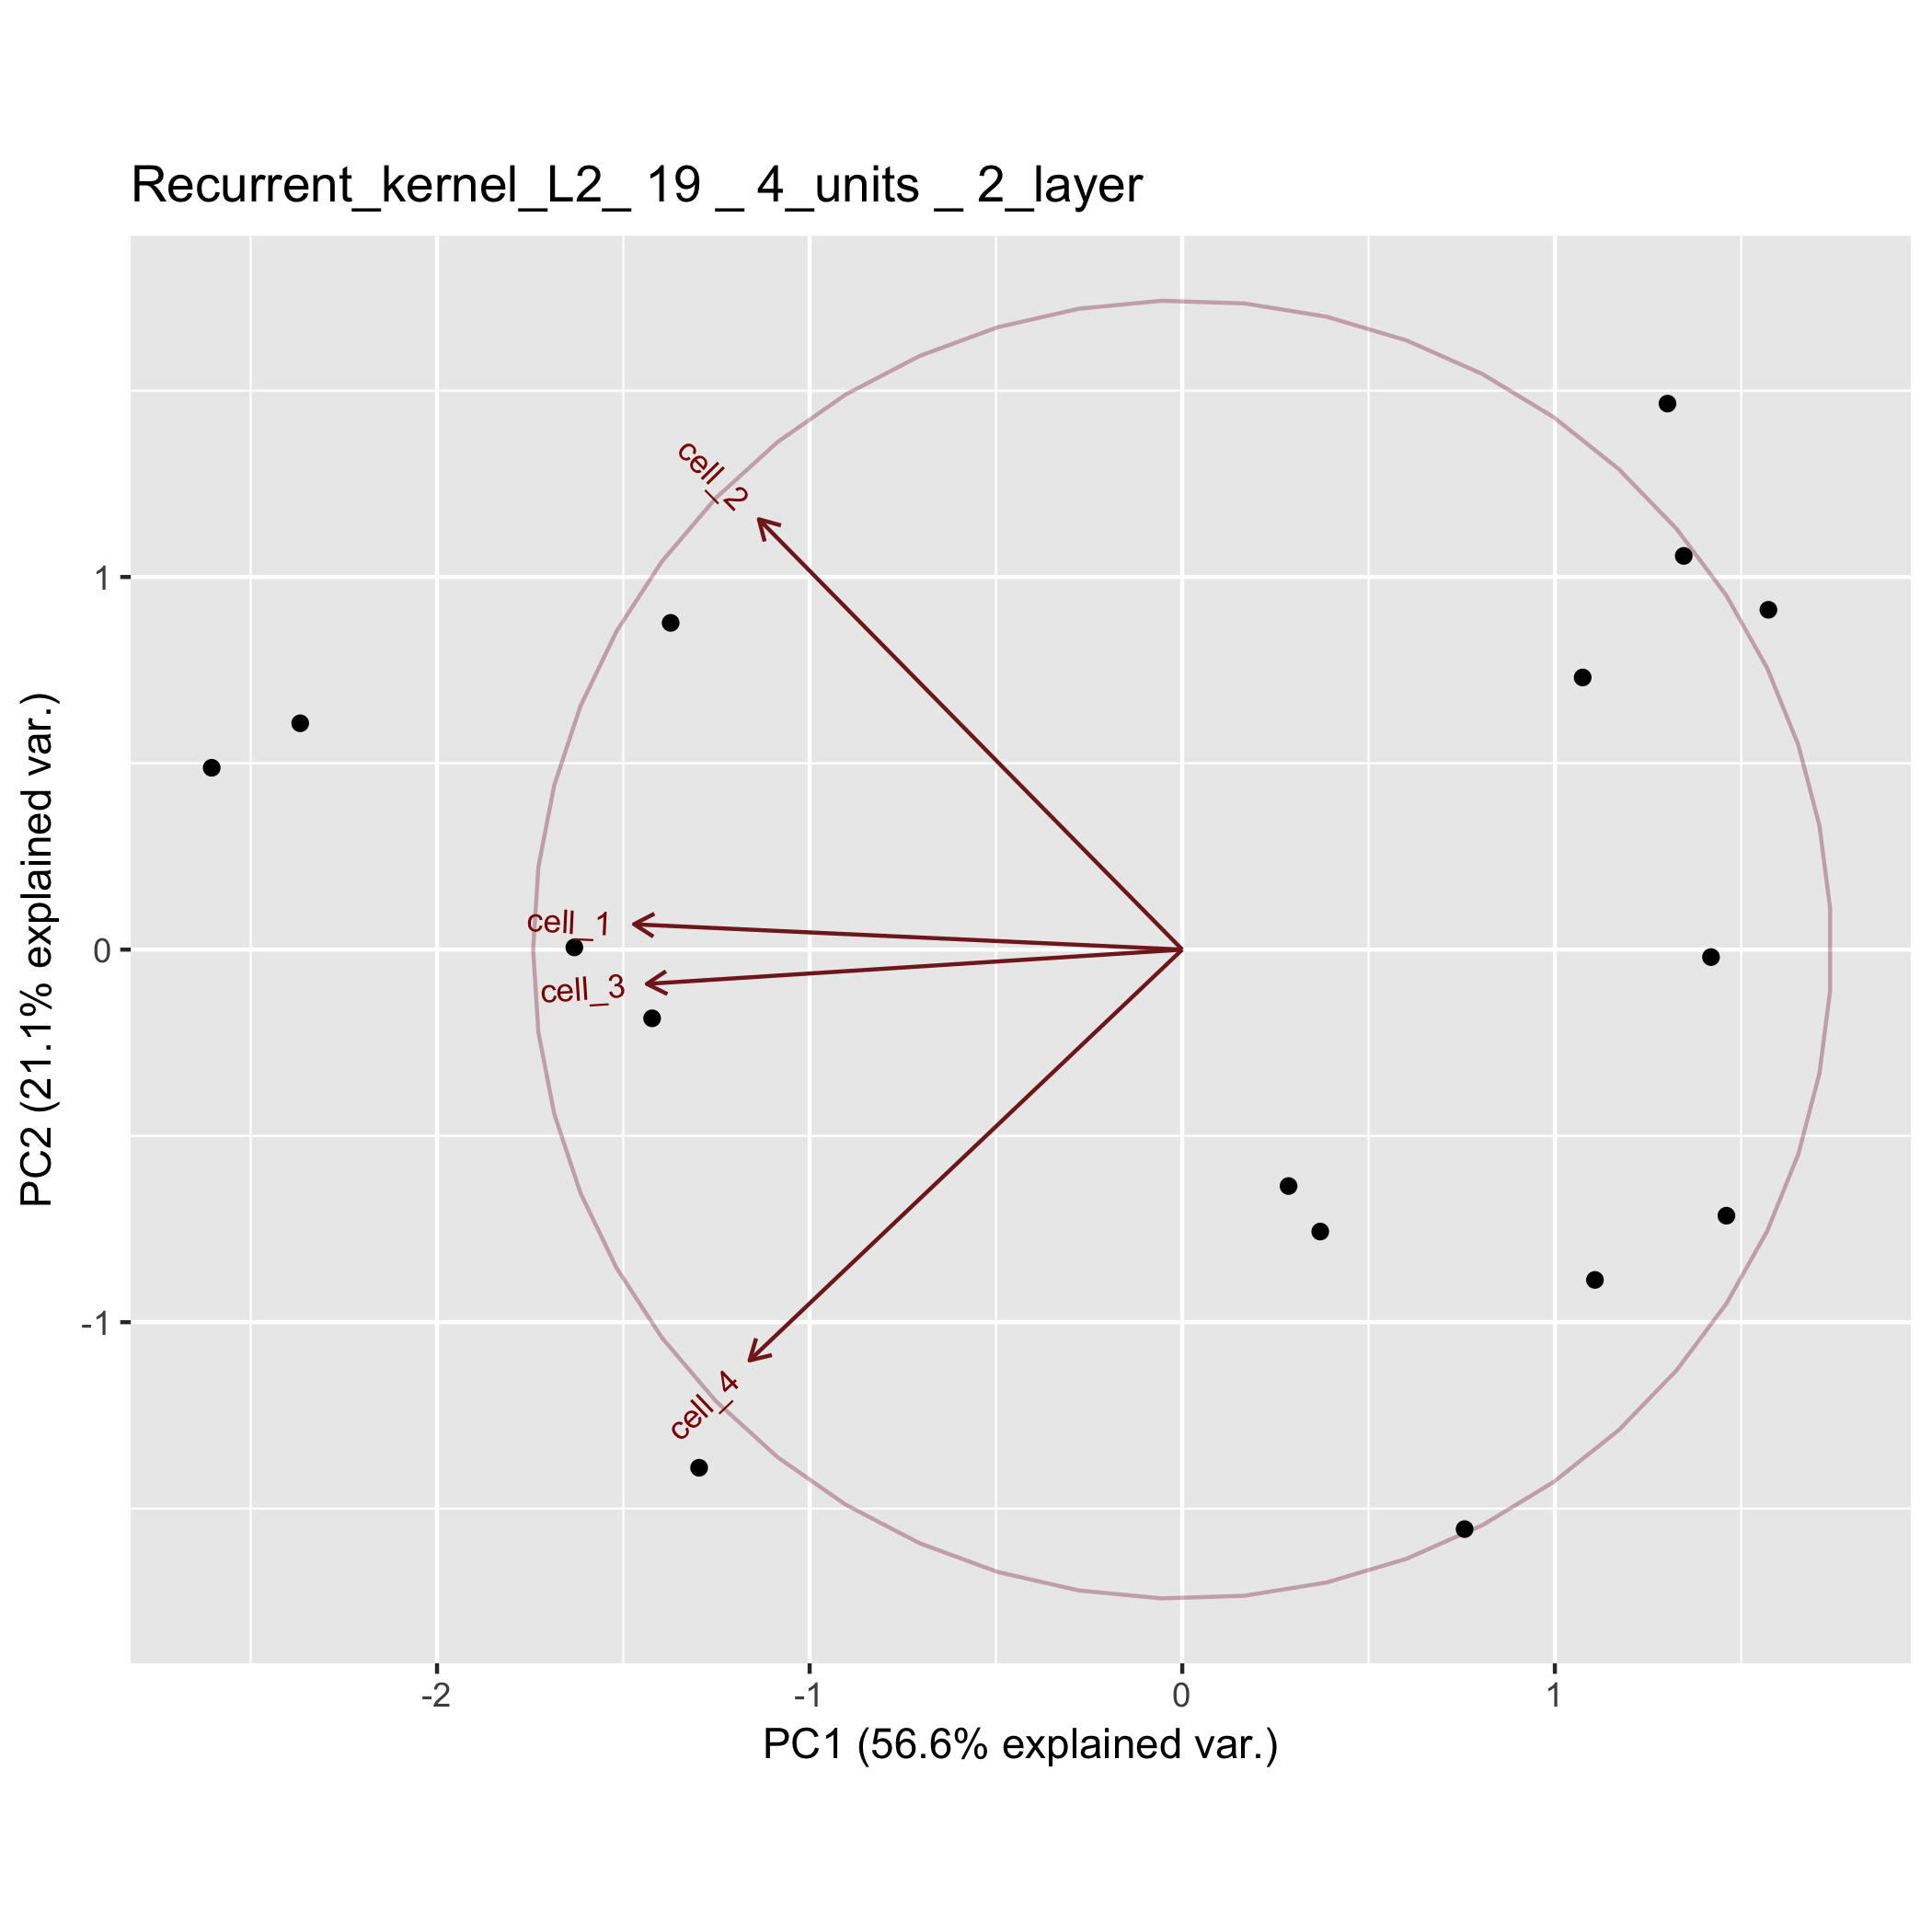 Recurrent_kernel_L2_ 19 _ 4_units _ 2_layer
cell_2
cell_1
cell_3
cell_4
1
0
-1
-2
-1
0
1
PC1 (56.6% explained var.)
PC2 (21.1% explained var.)